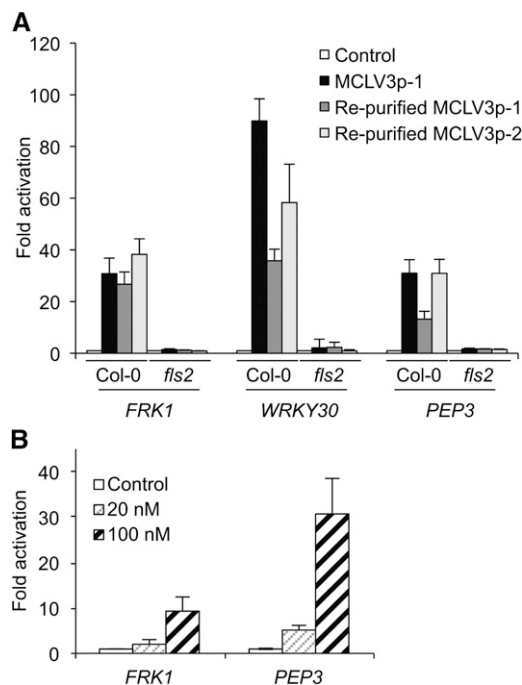 A
120
100
80
60
40
20
0
Fold activation
Control
MCLV3p-1
Re-purified MCLV3p-1
Re-purified MCLV3p-2
Col-0 fls2 Col-0 fls2 Col-0 fls2
FRK1 WRKY30 PEP3
B
40
30
20
10
0
Fold activation
Control
20 nM
100 nM
FRK1 PEP3